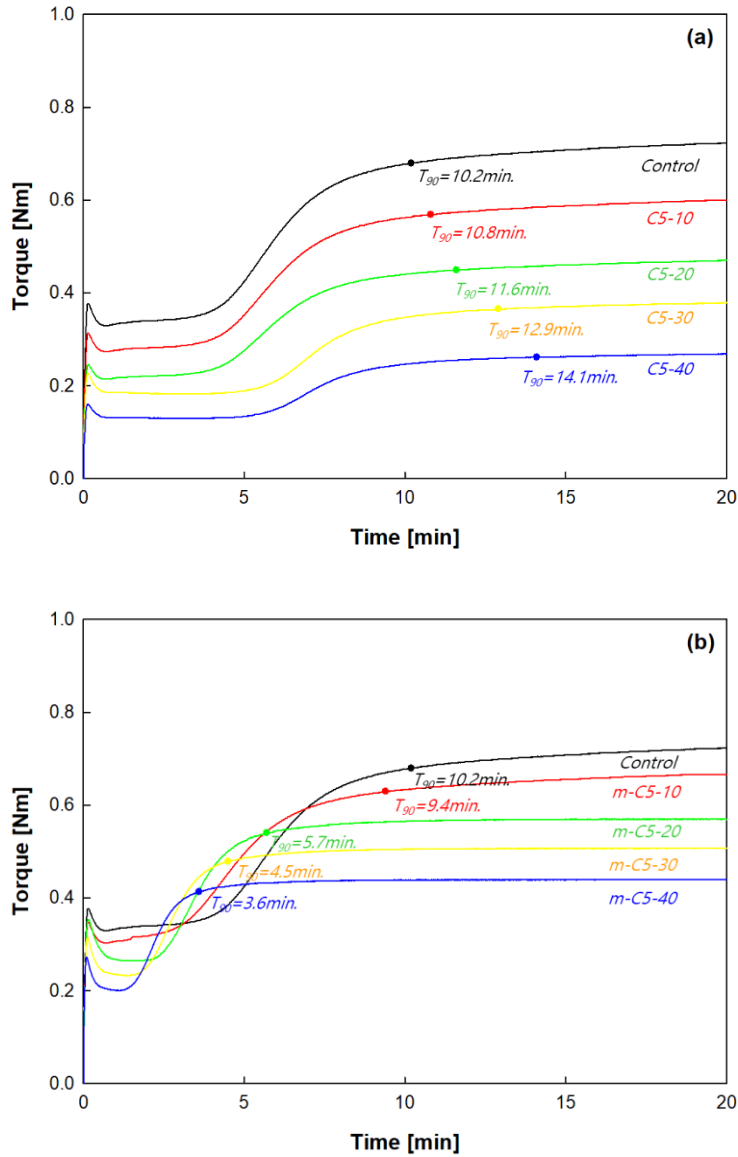 (a)
1.0
0.8
0.6
0.4
0.2
0.0
Torque [Nm]
T90=10.2min.
Control
T90=10.8min.
C5-10
T90=11.6min.
C5-20
T90=12.9min.
C5-30
T90=14.1min.
C5-40
0 5 10 15 20
Time [min]
(b)
1.0
0.8
0.6
0.4
0.2
0.0
Torque [Nm]
T90=10.2min.
Control
T90=9.4min.
m-C5-10
T90=5.7min.
m-C5-20
T90=4.5min.
m-C5-30
T90=3.6min.
m-C5-40
0 5 10 15 20
Time [min]